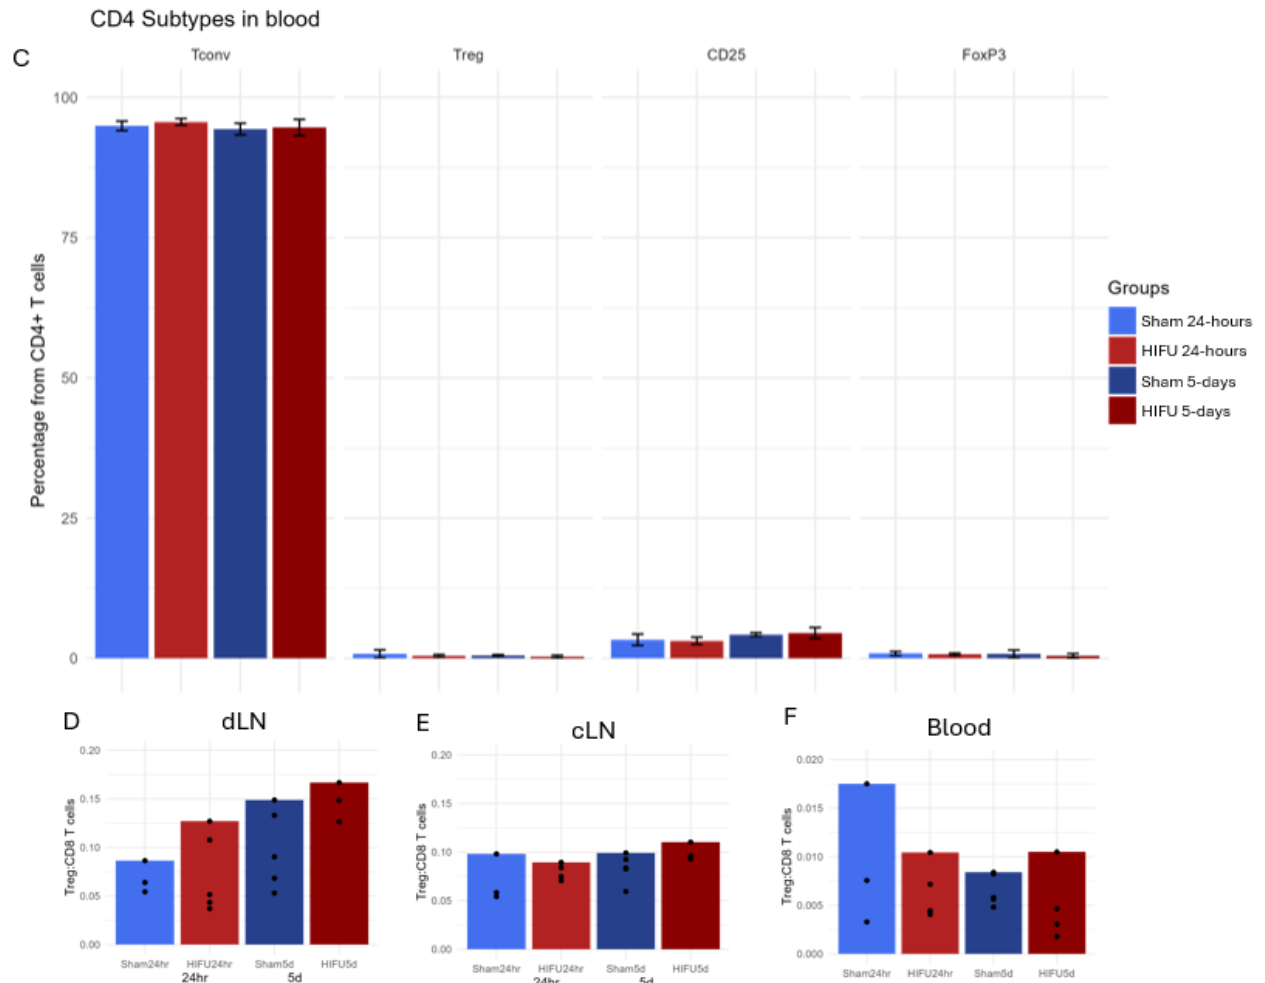 CD4 Subtypes in blood
C
Tconv
Treg
CD25
FoxP3
Percentage from CD4+ T cells
100
75
50
25
0
Groups
Sham 24-hours
HIFU 24-hours
Sham 5-days
HIFU 5-days
D
dLN
Treg:CD8 T cells
0.20
0.15
0.10
0.05
0.00
Sham24hr
HIFU24hr
Sham5d
HIFU5d
24hr
5d
E
cLN
Treg:CD8 T cells
0.20
0.15
0.10
0.05
0.00
Sham24hr
HIFU24hr
Sham5d
HIFU5d
24hr
5d
F
Blood
Treg:CD8 T cells
0.020
0.015
0.010
0.005
0.000
Sham24hr
HIFU24hr
Sham5d
HIFU5d